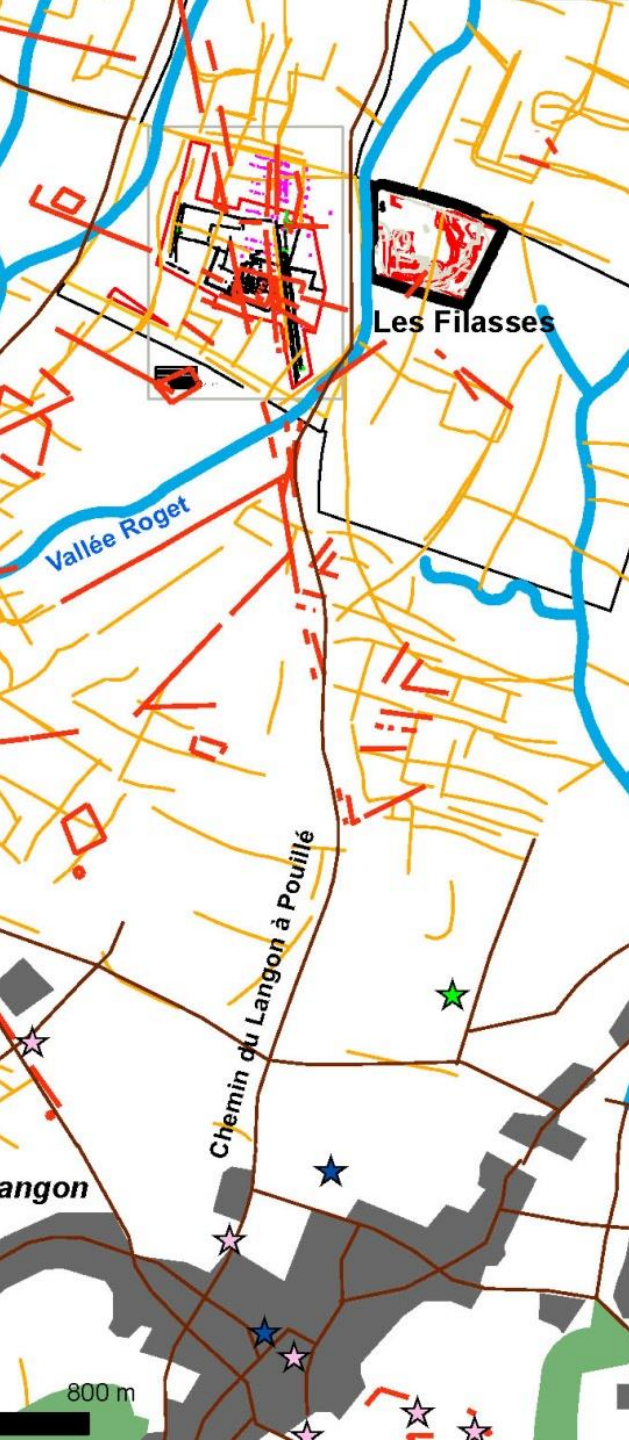 Les Filasses
Vallée Roget
Chemin du Langon à Pouillé
angon
800 m